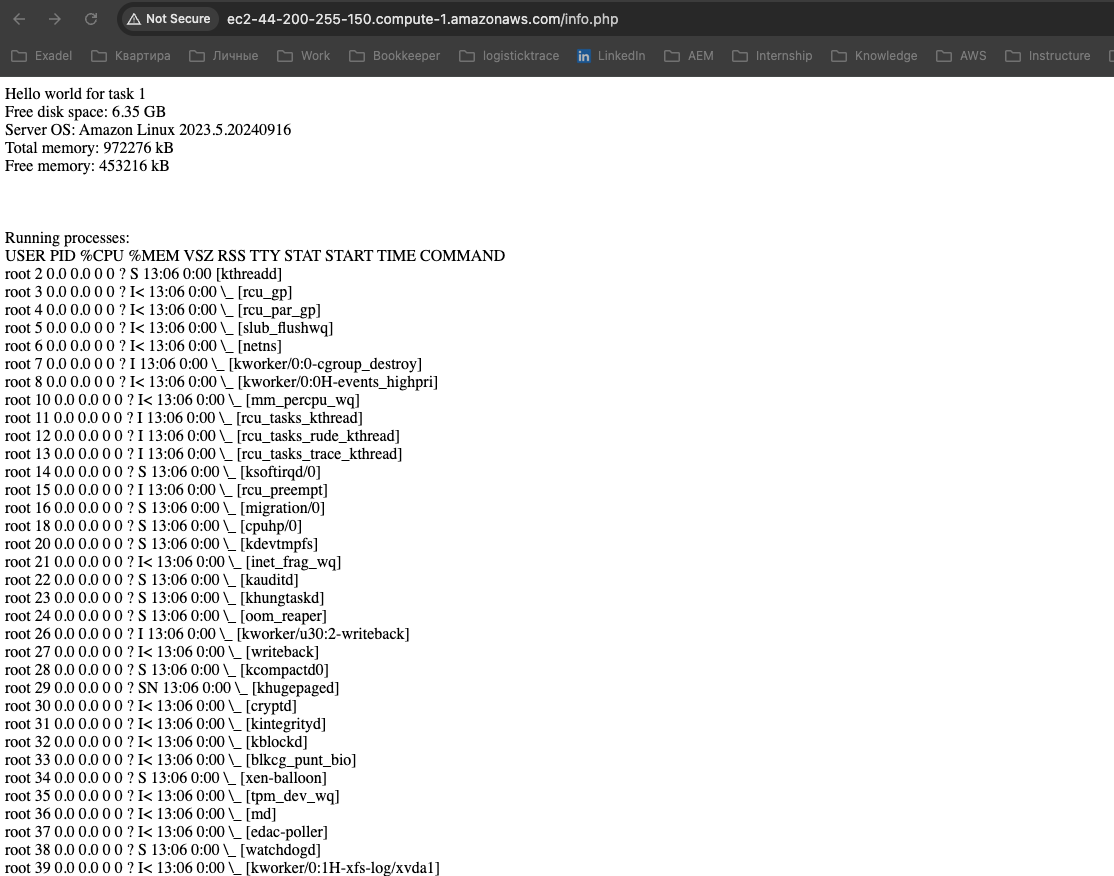 Not Secure ec2-44-200-255-150.compute-1.amazonaws.com/info.php
Exadel Квартира Личные Work Bookkeeper logisticktrace in LinkedIn AEM Internship Knowledge AWS Instructure
Hello world for task 1
Free disk space: 6.35 GB
Server OS: Amazon Linux 2023.5.20240916
Total memory: 972276 kB
Free memory: 453216 kB
Running processes:
USER PID %CPU %MEM VSZ RSS TTY STAT START TIME COMMAND
root 2 0.0 0.0 0 0 ? S 13:06 0:00 [kthreadd]
root 3 0.0 0.0 0 0 ? I< 13:06 0:00 \_ [rcu_gp]
root 4 0.0 0.0 0 0 ? I< 13:06 0:00 \_ [rcu_par_gp]
root 5 0.0 0.0 0 0 ? I< 13:06 0:00 \_ [slub_flushwq]
root 6 0.0 0.0 0 0 ? I< 13:06 0:00 \_ [netns]
root 7 0.0 0.0 0 0 ? I 13:06 0:00 \_ [kworker/0:0-cgroup_destroy]
root 8 0.0 0.0 0 0 ? I< 13:06 0:00 \_ [kworker/0:0H-events_highpri]
root 10 0.0 0.0 0 0 ? I< 13:06 0:00 \_ [mm_percpu_wq]
root 11 0.0 0.0 0 0 ? I 13:06 0:00 \_ [rcu_tasks_kthread]
root 12 0.0 0.0 0 0 ? I 13:06 0:00 \_ [rcu_tasks_rude_kthread]
root 13 0.0 0.0 0 0 ? I 13:06 0:00 \_ [rcu_tasks_trace_kthread]
root 14 0.0 0.0 0 0 ? S 13:06 0:00 \_ [ksoftirqd/0]
root 15 0.0 0.0 0 0 ? I 13:06 0:00 \_ [rcu_preempt]
root 16 0.0 0.0 0 0 ? S 13:06 0:00 \_ [migration/0]
root 18 0.0 0.0 0 0 ? S 13:06 0:00 \_ [cpuhp/0]
root 20 0.0 0.0 0 0 ? S 13:06 0:00 \_ [kdevtmpfs]
root 21 0.0 0.0 0 0 ? I< 13:06 0:00 \_ [inet_frag_wq]
root 22 0.0 0.0 0 0 ? S 13:06 0:00 \_ [kauditd]
root 23 0.0 0.0 0 0 ? S 13:06 0:00 \_ [khungtaskd]
root 24 0.0 0.0 0 0 ? S 13:06 0:00 \_ [oom_reaper]
root 26 0.0 0.0 0 0 ? I 13:06 0:00 \_ [kworker/u30:2-writeback]
root 27 0.0 0.0 0 0 ? I< 13:06 0:00 \_ [writeback]
root 28 0.0 0.0 0 0 ? S 13:06 0:00 \_ [kcompactd0]
root 29 0.0 0.0 0 0 ? SN 13:06 0:00 \_ [khugepaged]
root 30 0.0 0.0 0 0 ? I< 13:06 0:00 \_ [cryptd]
root 31 0.0 0.0 0 0 ? I< 13:06 0:00 \_ [kintegrityd]
root 32 0.0 0.0 0 0 ? I< 13:06 0:00 \_ [kblockd]
root 33 0.0 0.0 0 0 ? I< 13:06 0:00 \_ [blkcg_punt_bio]
root 34 0.0 0.0 0 0 ? S 13:06 0:00 \_ [xen-balloon]
root 35 0.0 0.0 0 0 ? I< 13:06 0:00 \_ [tpm_dev_wq]
root 36 0.0 0.0 0 0 ? I< 13:06 0:00 \_ [md]
root 37 0.0 0.0 0 0 ? I< 13:06 0:00 \_ [edac-poller]
root 38 0.0 0.0 0 0 ? S 13:06 0:00 \_ [watchdogd]
root 39 0.0 0.0 0 0 ? I< 13:06 0:00 \_ [kworker/0:1H-xfs-log/xvda1]